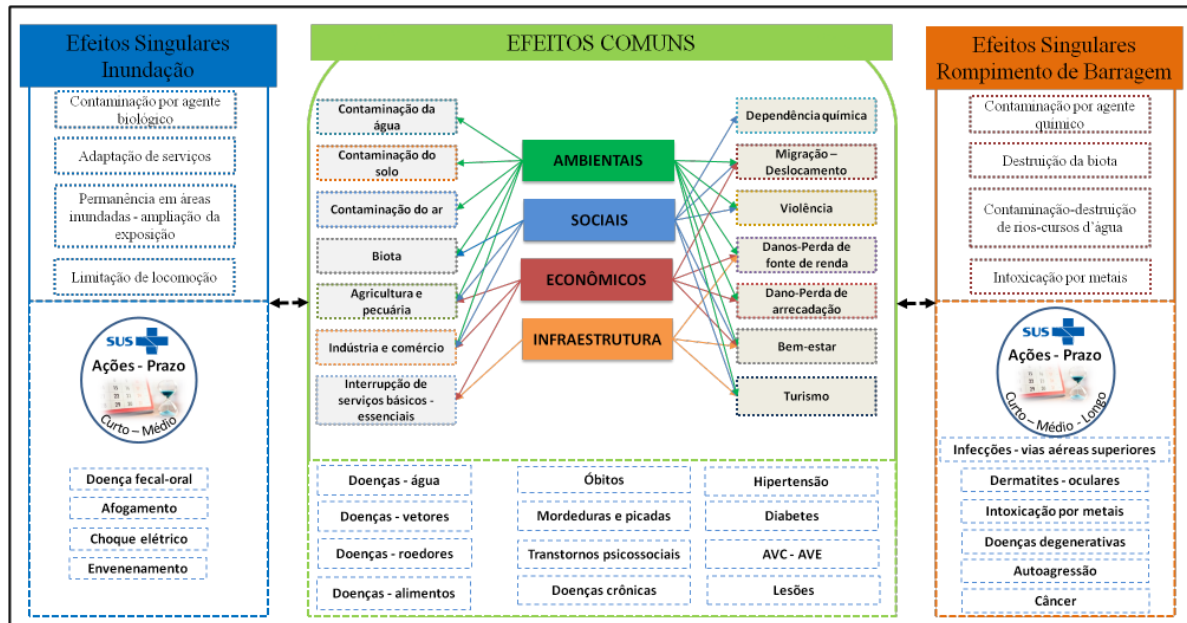 Efeitos Singulares
Inundação
Contaminação por agente
biológico
Adaptação de serviços
Permanência em áreas
inundadas - ampliação da
exposição
Limitação de locomoção
SUS
Ações - Prazo
Curto – Médio
Doença fecal-oral
Afogamento
Choque elétrico
Envenenamento
EFEITOS COMUNS
Contaminação da
água
Contaminação do
solo
Contaminação do ar
Biota
Agricultura e
pecuária
Indústria e comércio
Interrupção de
serviços básicos -
essenciais
AMBIENTAIS
SOCIAIS
ECONÔMICOS
INFRAESTRUTURA
Dependência química
Migração –
Deslocamento
Violência
Danos-Perda de
fonte de renda
Dano-Perda de
arrecadação
Bem-estar
Turismo
Doenças - água
Doenças - vetores
Doenças - roedores
Doenças - alimentos
Óbitos
Mordeduras e picadas
Transtornos psicossociais
Doenças crônicas
Hipertensão
Diabetes
AVC - AVE
Lesões
Efeitos Singulares
Rompimento de Barragem
Contaminação por agente
químico
Destruição da biota
Contaminação-destruição
de rios-cursos d'água
Intoxicação por metais
SUS
Ações - Prazo
Curto – Médio - Longo
Infecções - vias aéreas superiores
Dermatites - oculares
Intoxicação por metais
Doenças degenerativas
Autoagressão
Câncer